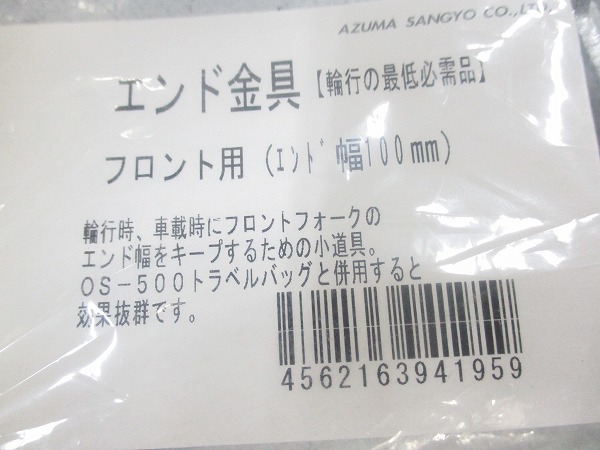 AZUMA SANGYO CO.,LTD.
エンド金具【輪行の最低必需品】
フロント用(ｴﾝﾄﾞ幅100mm)
輪行時、車載時にフロントフォークの
エンド幅をキープするための小道具。
OS-500トラベルバッグと併用すると
効果抜群です。
4562163941959